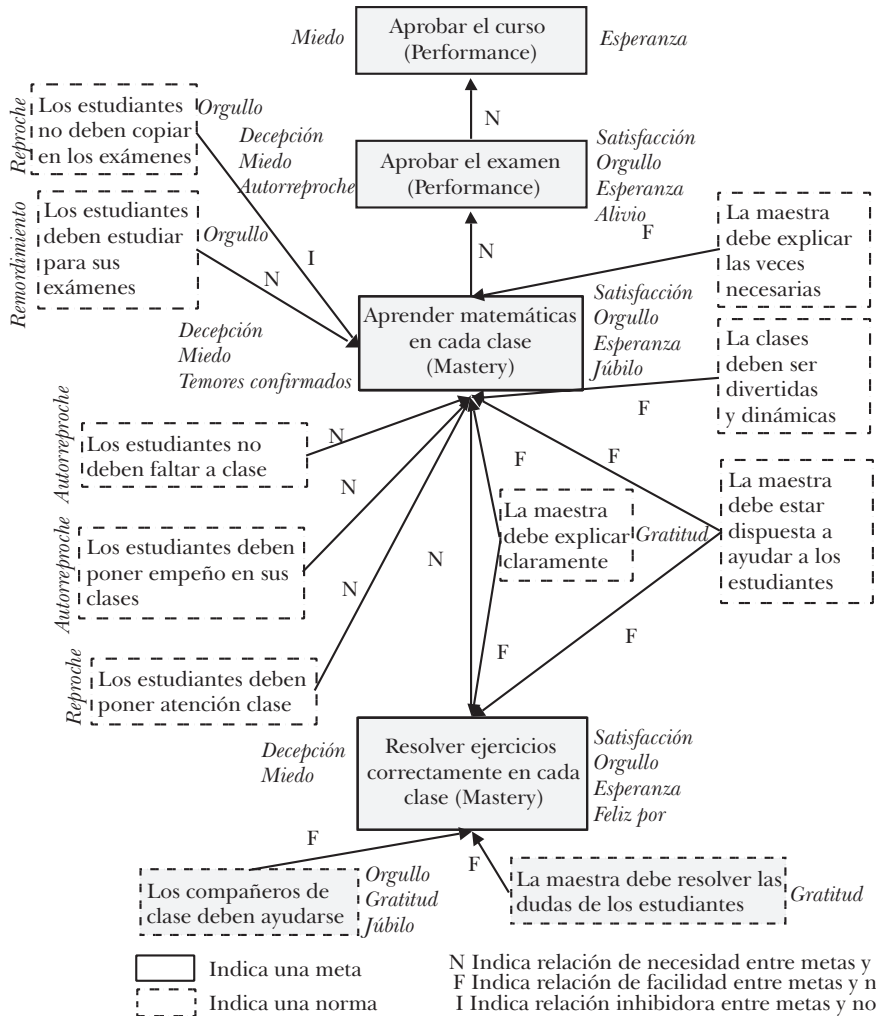 Miedo
Aprobar el curso
(Performance)
Esperanza
N
Reproche
Los estudiantes
no deben copiar
en los exámenes
Orgullo
Decepción
Miedo
Autorreproche
Aprobar el examen
(Performance)
Satisfacción
Orgullo
Esperanza
Alivio
Remordimiento
Los estudiantes
deben estudiar
para sus
exámenes
Orgullo
I
N
N
F
La maestra
debe explicar
las veces
necesarias
Decepción
Miedo
Temores confirmados
Aprender matemáticas
en cada clase
(Mastery)
Satisfacción
Orgullo
Esperanza
Júbilo
La clases
deben ser
divertidas
y dinámicas
F
Autorreproche
Los estudiantes no
deben faltar a clase
N
F
F
Autorreproche
Los estudiantes deben
poner empeño en sus
clases
N
La maestra
debe explicar
claramente
Gratitud
La maestra
debe estar
dispuesta a
ayudar a los
estudiantes
N
N
F
F
Reproche
Los estudiantes deben
poner atención clase
Decepción
Miedo
Resolver ejercicios
correctamente en cada
clase (Mastery)
Satisfacción
Orgullo
Esperanza
Feliz por
F
F
Los compañeros de
clase deben ayudarse
Orgullo
Gratitud
Júbilo
La maestra debe resolver las
dudas de los estudiantes
Gratitud
Indica una meta
Indica una norma
N Indica relación de necesidad entre metas y
F Indica relación de facilidad entre metas y n
I Indica relación inhibidora entre metas y no